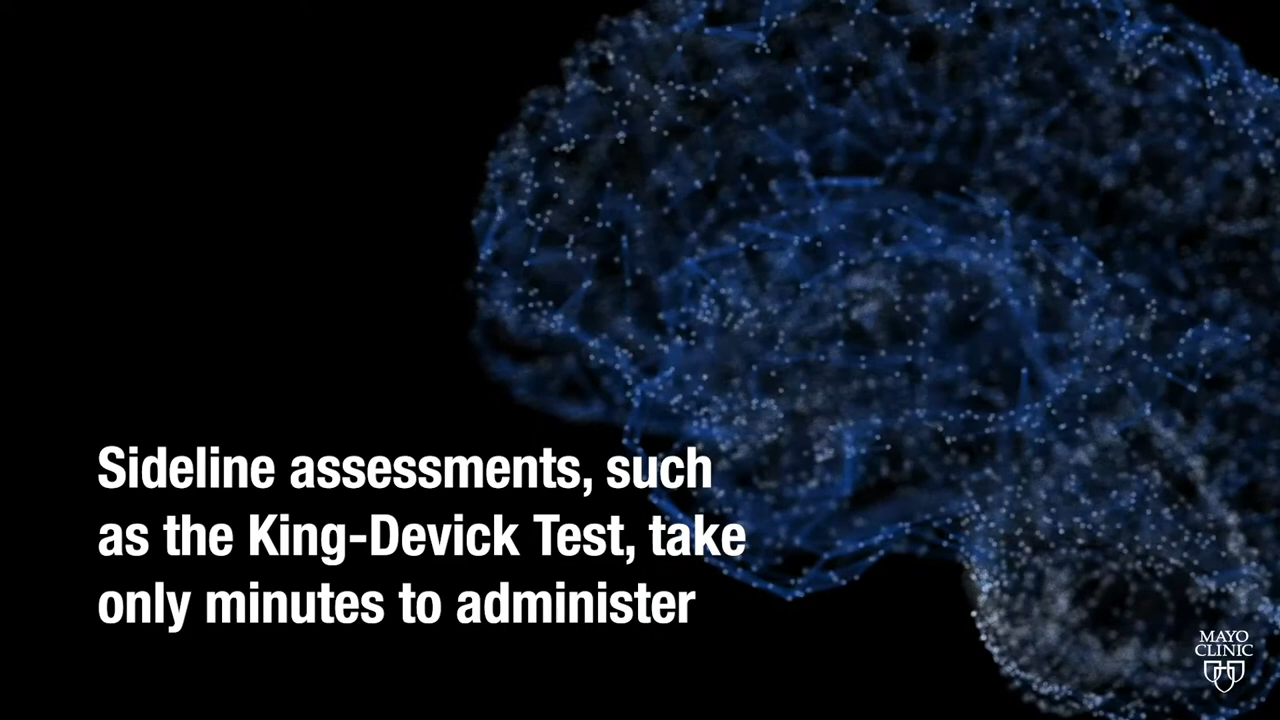 Sideline assessments, such
as the King-Devick Test, take
only minutes to administer
MAYO
CLINIC